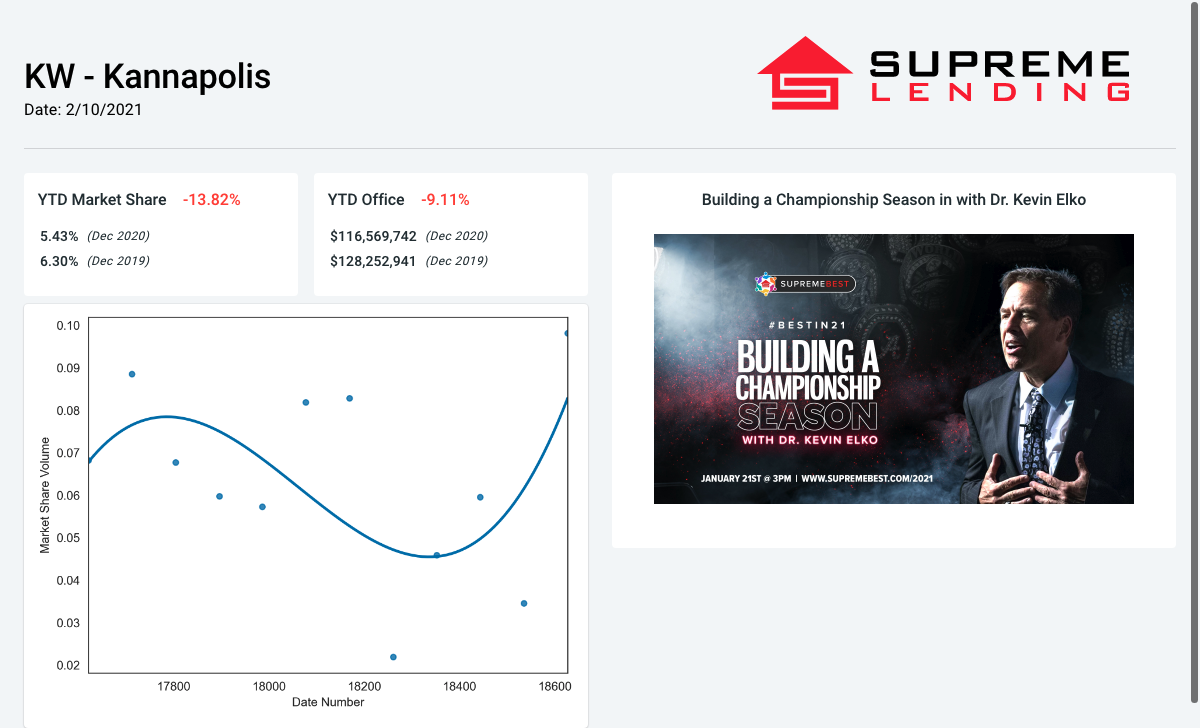 KW - Kannapolis
Date: 2/10/2021
SUPREME
LENDING
YTD Market Share -13.82%
5.43% (Dec 2020)
6.30% (Dec 2019)
YTD Office -9.11%
$116,569,742 (Dec 2020)
$128,252,941 (Dec 2019)
0.10
0.09
0.08
0.07
0.06
0.05
0.04
0.03
0.02
Market Share Volume
17800 18000 18200 18400 18600
Date Number
Building a Championship Season in with Dr. Kevin Elko
SUPREMEBEST
#BESTIN21
BUILDING A
CHAMPIONSHIP
SEASON
WITH DR. KEVIN ELKO
JANUARY 21ST @ 3PM | WWW.SUPREMEBEST.COM/2021